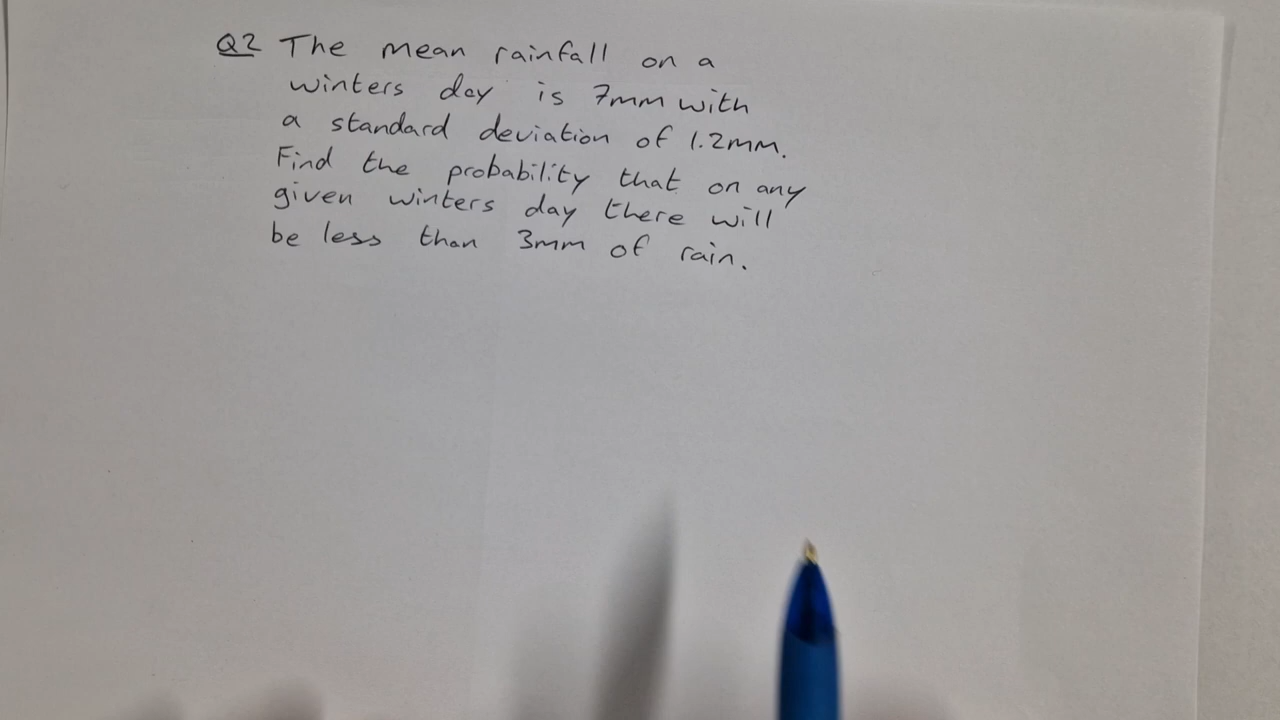 Q2 The mean rainfall on a
winters day is 7mm with
a standard deviation of 1.2mm.
Find the probability that on any
given winters day there will
be less than 3mm of rain.